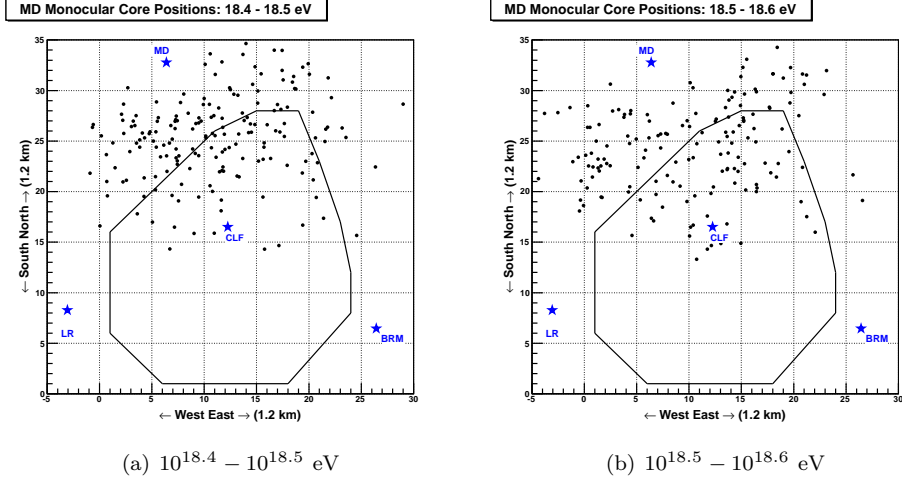 MD Monocular Core Positions: 18.4 - 18.5 eV
← South North → (1.2 km)
35
30
25
20
15
10
5
0
MD
CLF
LR
BRM
-5 0 5 10 15 20 25 30
← West East → (1.2 km)
(a) 10^18.4 − 10^18.5 eV
MD Monocular Core Positions: 18.5 - 18.6 eV
← South North → (1.2 km)
35
30
25
20
15
10
5
0
MD
CLF
LR
BRM
-5 0 5 10 15 20 25 30
← West East → (1.2 km)
(b) 10^18.5 − 10^18.6 eV